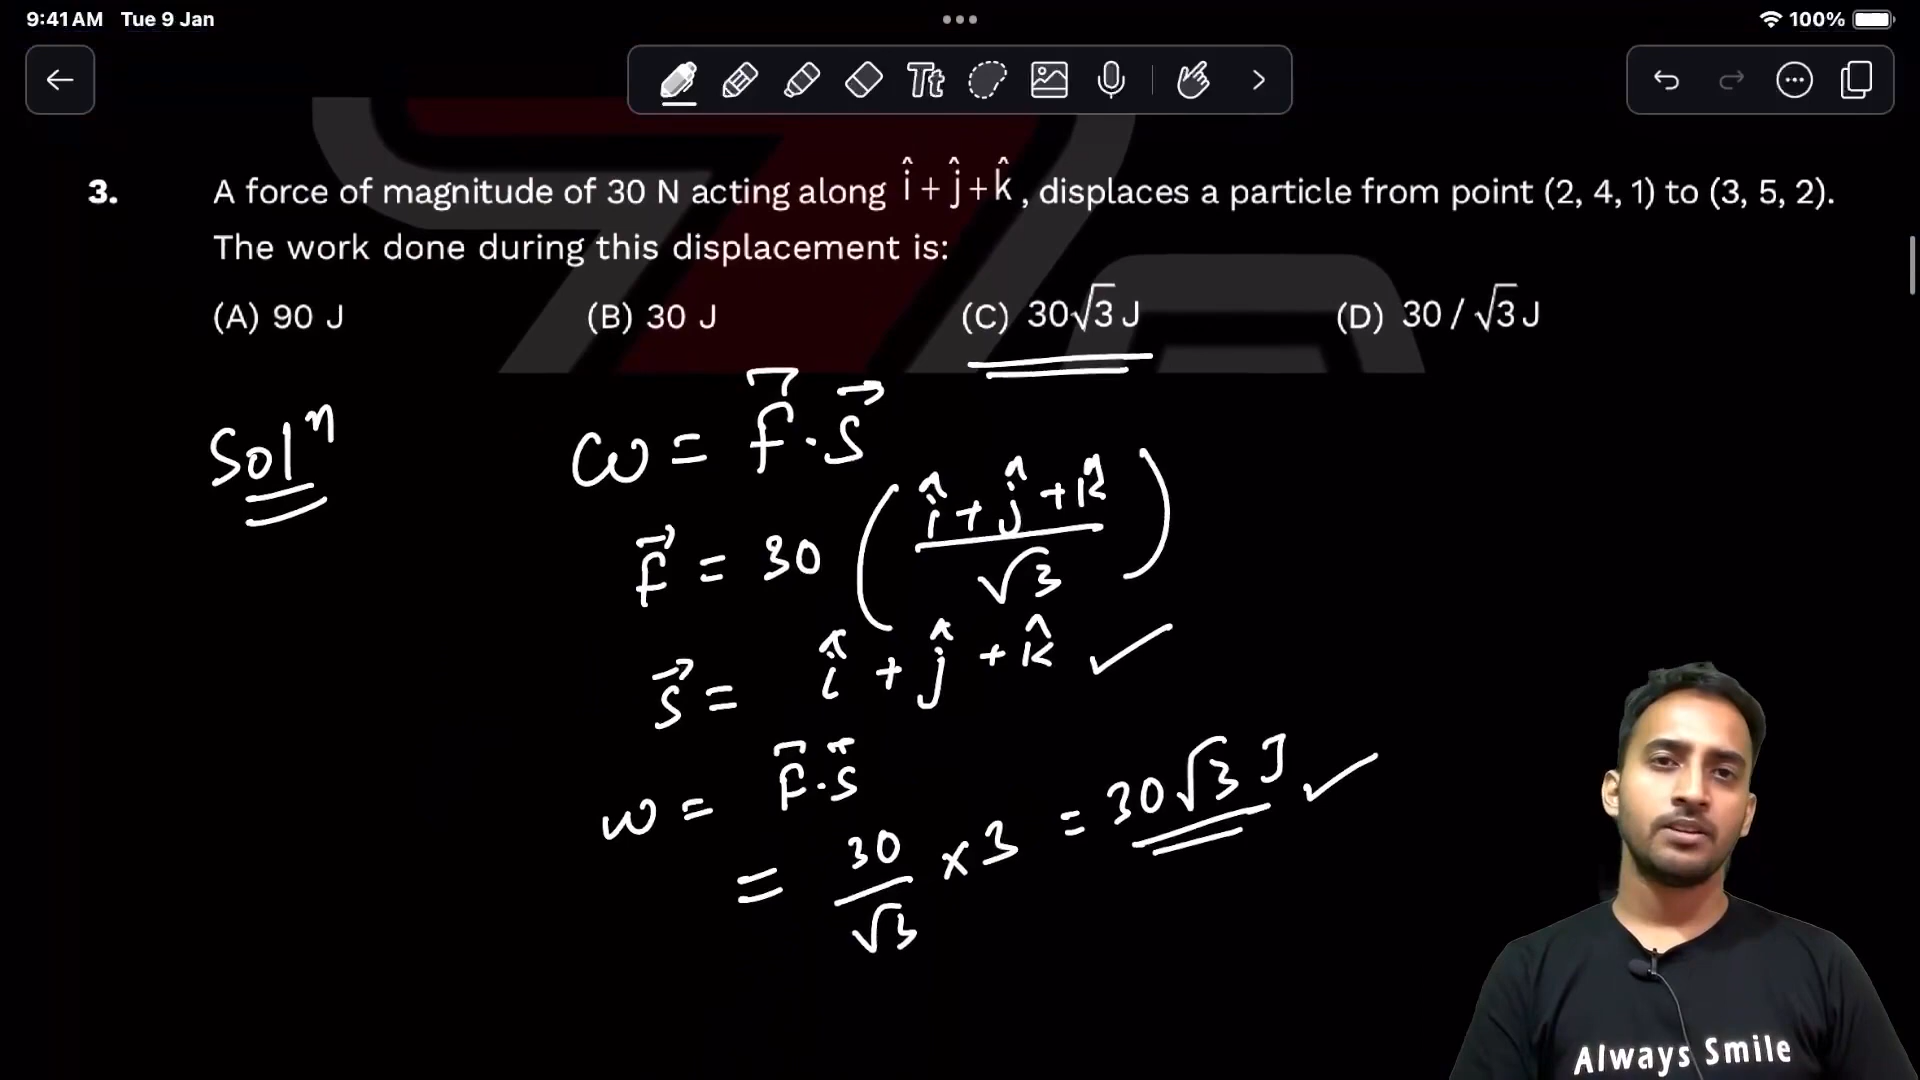 9:41 AM Tue 9 Jan
100%
Tt
3. A force of magnitude of 30 N acting along î + ĵ + k̂, displaces a particle from point (2, 4, 1) to (3, 5, 2).
The work done during this displacement is:
(A) 90 J (B) 30 J (C) 30√3 J (D) 30 / √3 J
Solⁿ
ω = F⃗ · s⃗
F⃗ = 30 ( (î + ĵ + k̂) / √3 )
s⃗ = î + ĵ + k̂ ✓
w = F⃗ · s⃗
= 30/√3 × 3 = 30√3 J ✓
Always Smile